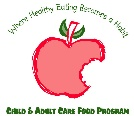 Where Healthy Eating Becomes a Habit
Child & Adult Care Food Program